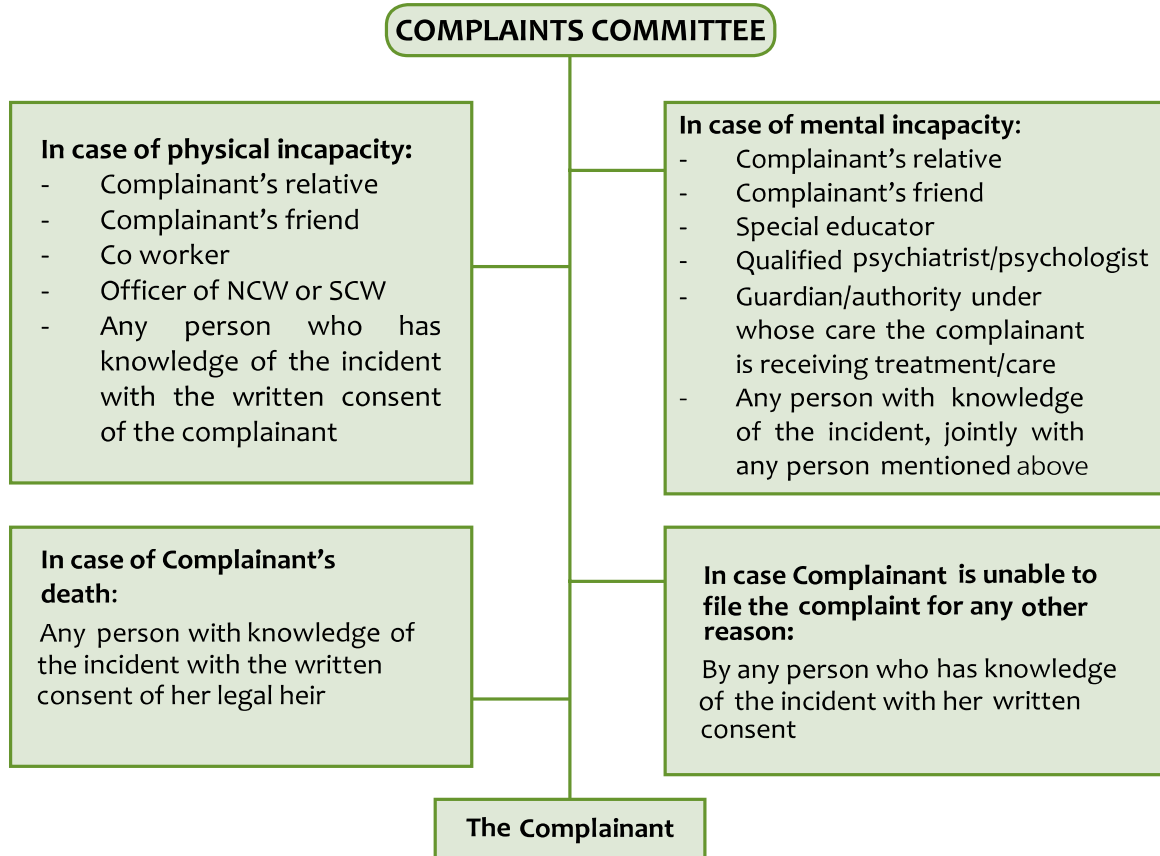 COMPLAINTS COMMITTEE
In case of physical incapacity:
- Complainant's relative
- Complainant's friend
- Co worker
- Officer of NCW or SCW
- Any person who has
knowledge of the incident
with the written consent
of the complainant
In case of mental incapacity:
- Complainant's relative
- Complainant's friend
- Special educator
- Qualified psychiatrist/psychologist
- Guardian/authority under
whose care the complainant
is receiving treatment/care
- Any person with knowledge
of the incident, jointly with
any person mentioned above
In case of Complainant's
death:
Any person with knowledge of
the incident with the written
consent of her legal heir
In case Complainant is unable to
file the complaint for any other
reason:
By any person who has knowledge
of the incident with her written
consent
The Complainant